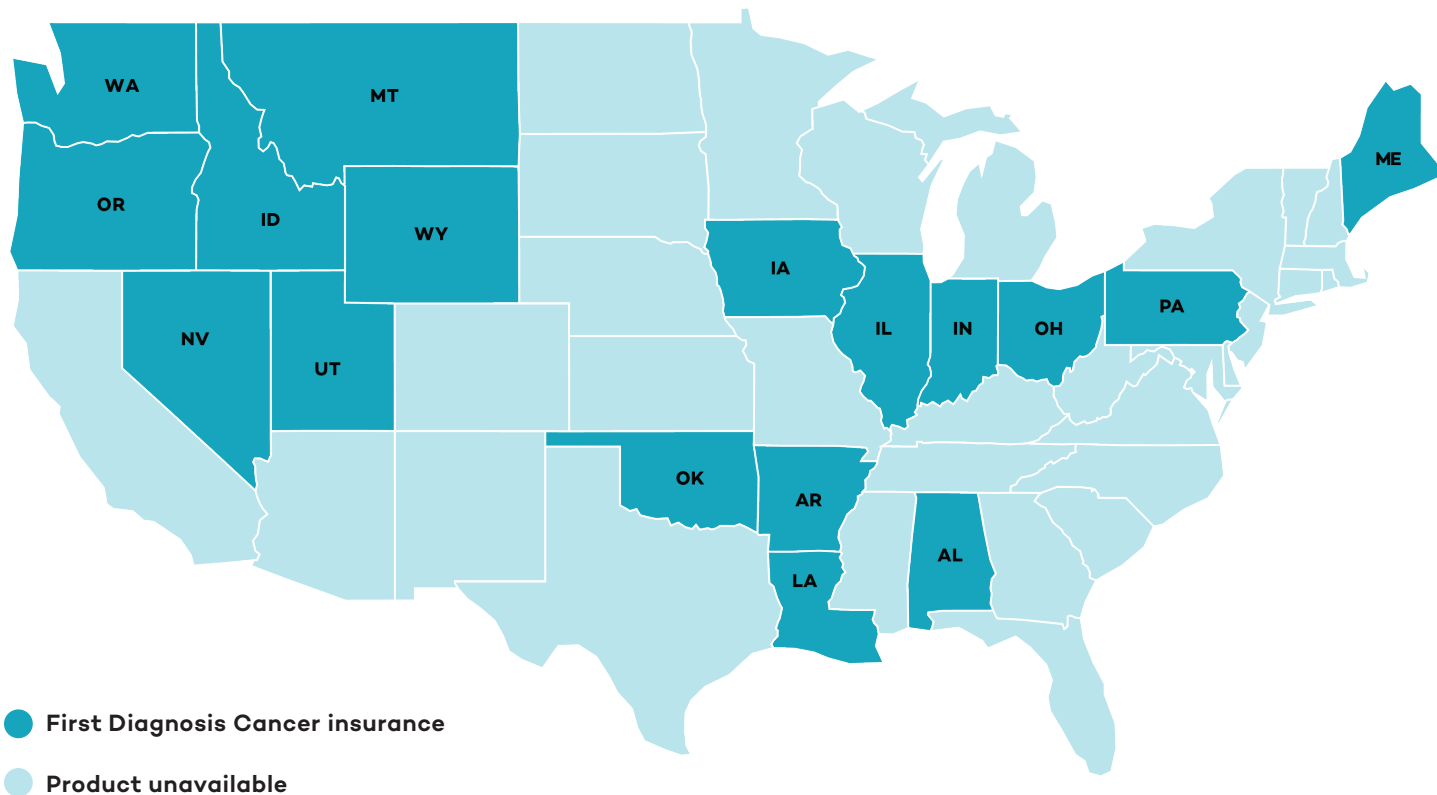 WA
MT
ME
OR
ID
WY
IA
PA
NV
IL
IN
OH
UT
OK
AR
AL
LA
First Diagnosis Cancer insurance
Product unavailable